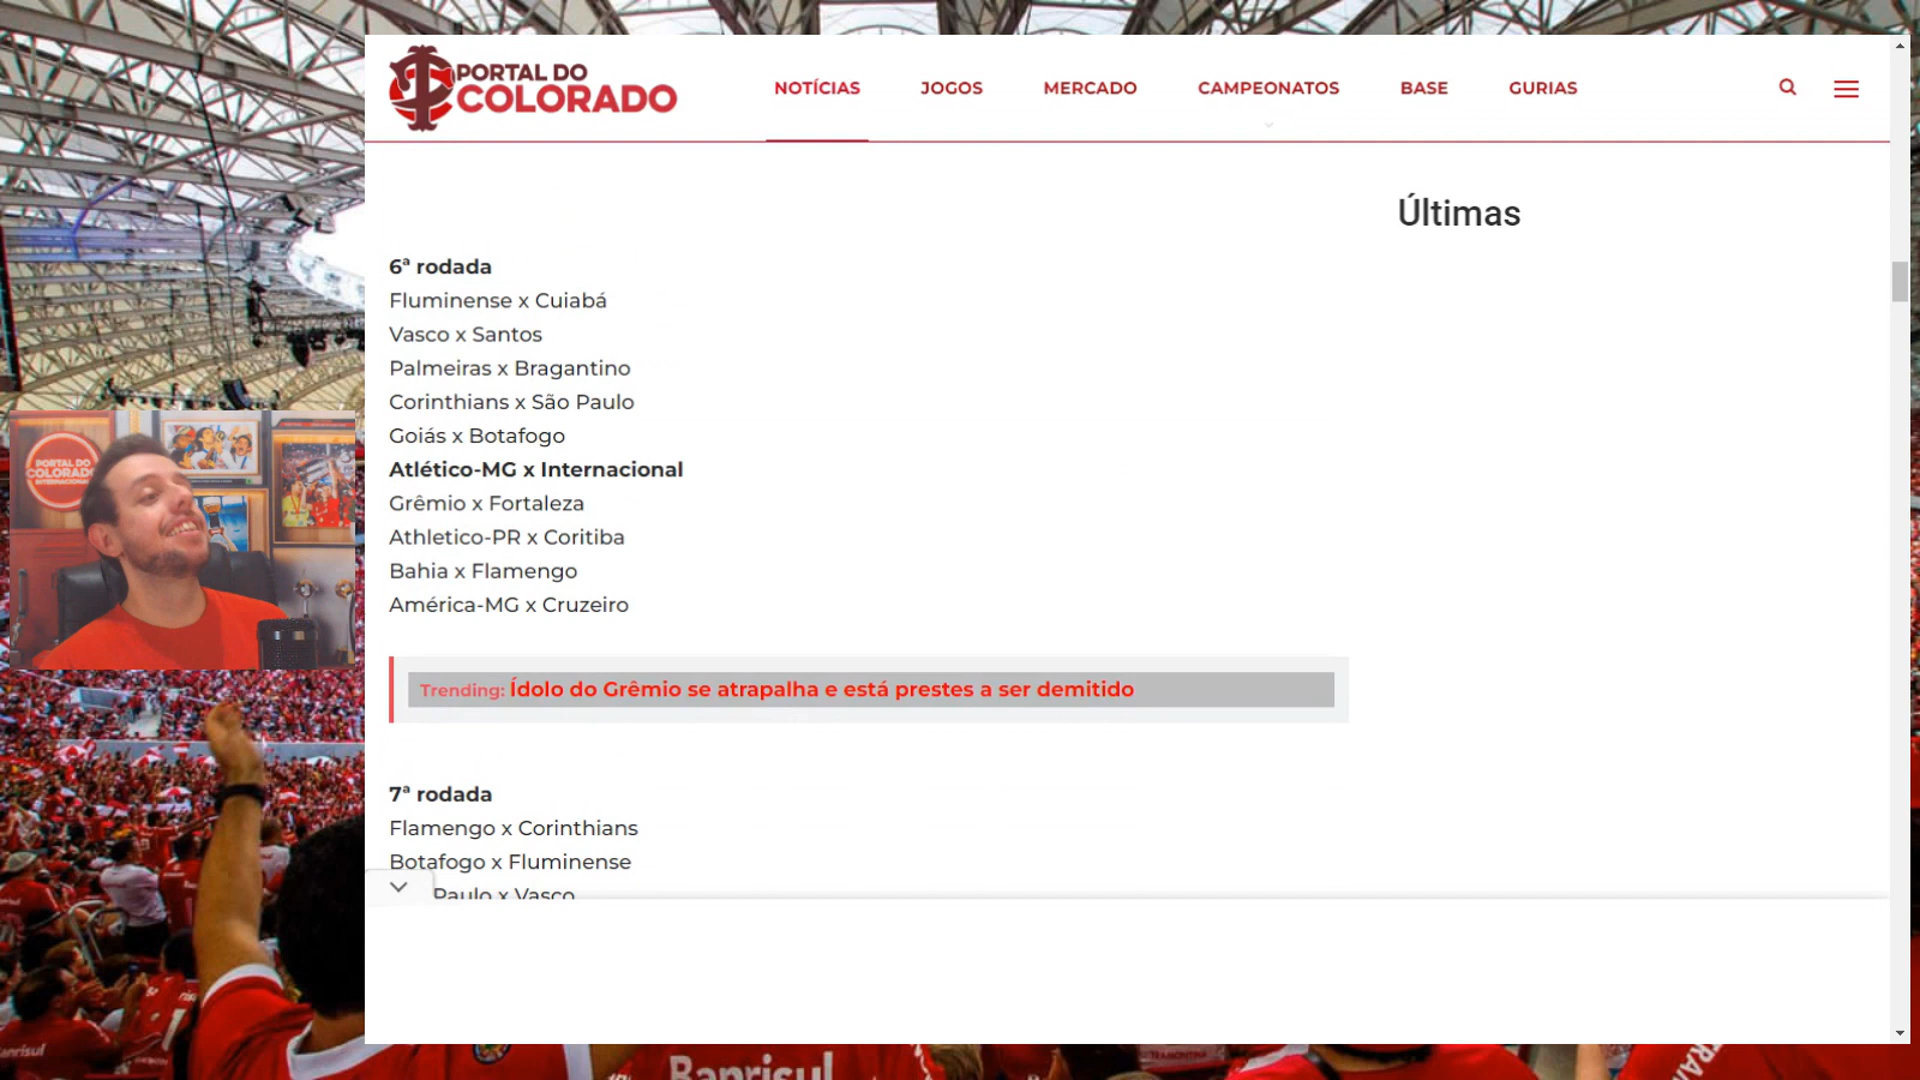 PORTAL DO
COLORADO
NOTÍCIAS
JOGOS
MERCADO
CAMPEONATOS
BASE
GURIAS
Últimas
6ª rodada
Fluminense x Cuiabá
Vasco x Santos
Palmeiras x Bragantino
Corinthians x São Paulo
Goiás x Botafogo
Atlético-MG x Internacional
Grêmio x Fortaleza
Athletico-PR x Coritiba
Bahia x Flamengo
América-MG x Cruzeiro
Trending: Ídolo do Grêmio se atrapalha e está prestes a ser demitido
7ª rodada
Flamengo x Corinthians
Botafogo x Fluminense
Paulo x Vasco
PORTAL DO
COLORADO
INTERNACIONAL
Banrisul
Banrisul
TRAMONTINA